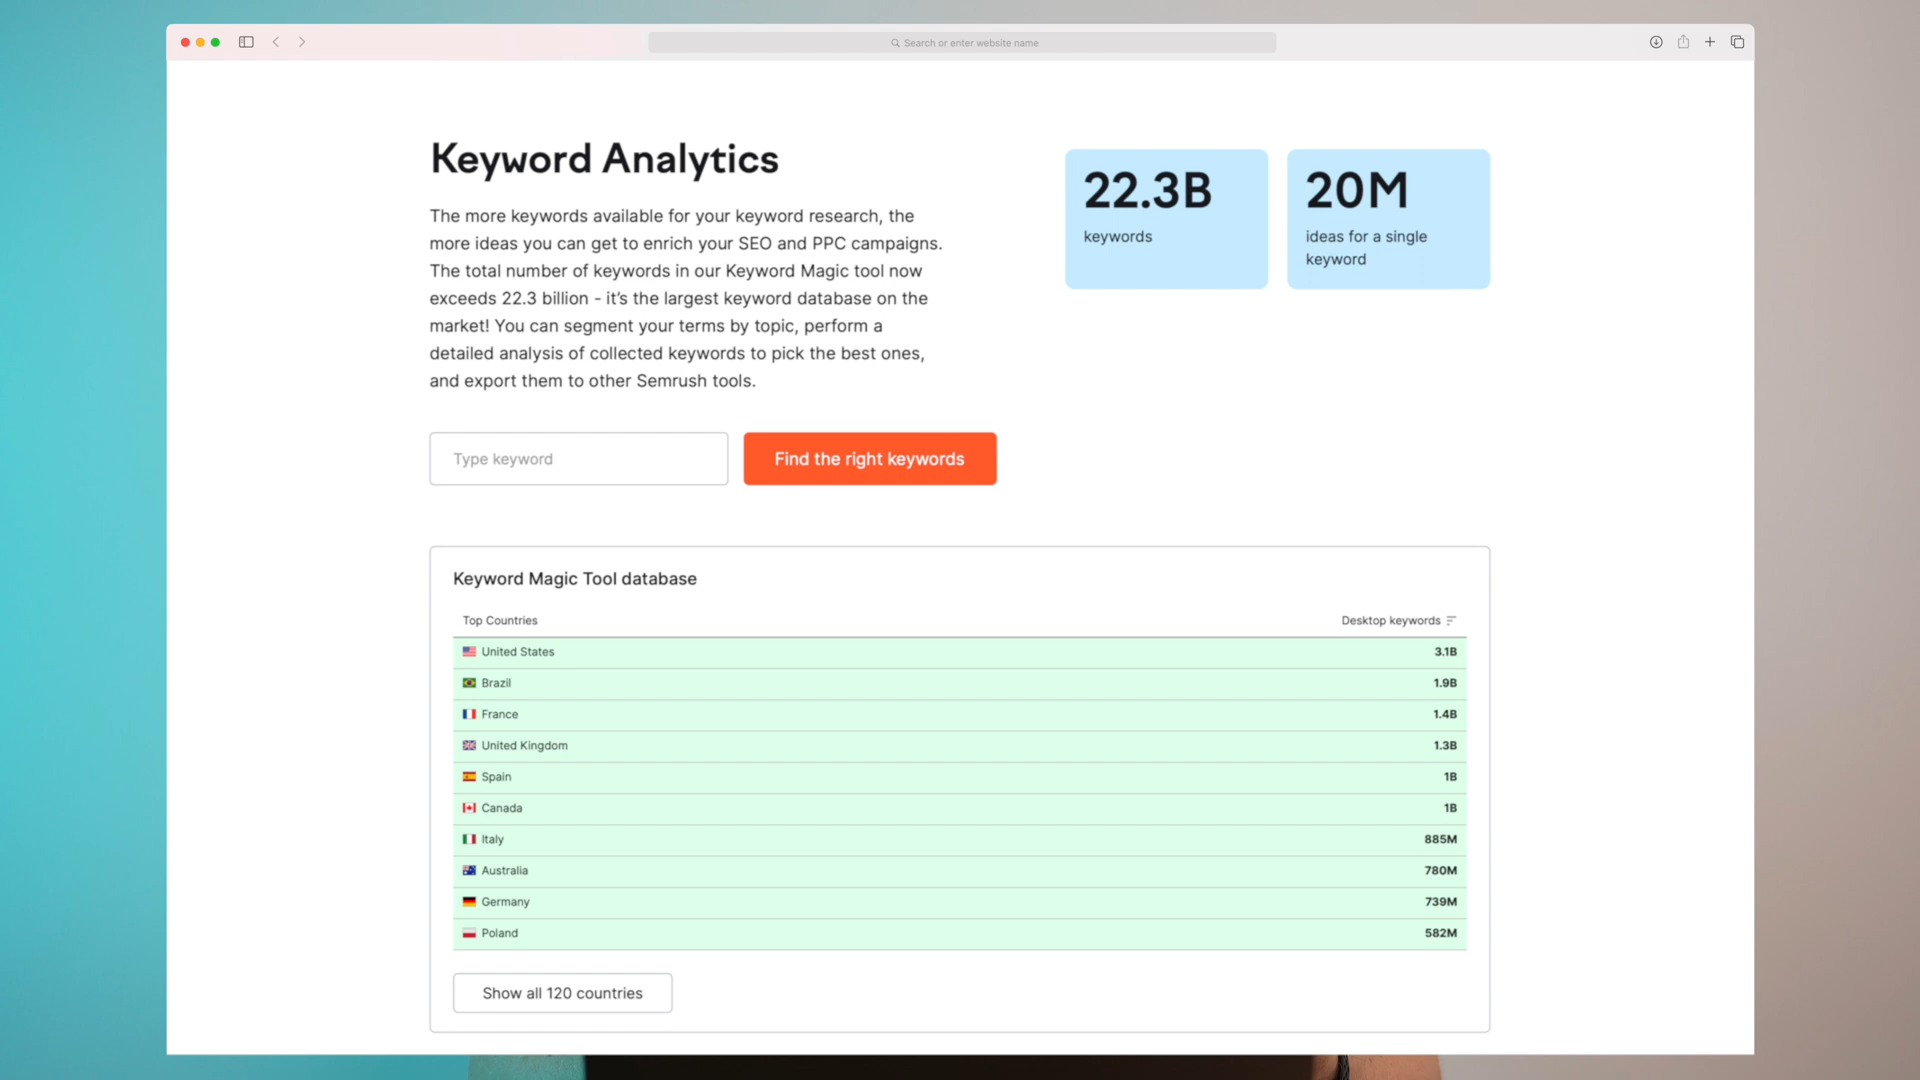 Search or enter website name
Keyword Analytics
The more keywords available for your keyword research, the
more ideas you can get to enrich your SEO and PPC campaigns.
The total number of keywords in our Keyword Magic tool now
exceeds 22.3 billion - it's the largest keyword database on the
market! You can segment your terms by topic, perform a
detailed analysis of collected keywords to pick the best ones,
and export them to other Semrush tools.
22.3B
keywords
20M
ideas for a single
keyword
Type keyword
Find the right keywords
Keyword Magic Tool database
Top Countries Desktop keywords
United States 3.1B
Brazil 1.9B
France 1.4B
United Kingdom 1.3B
Spain 1B
Canada 1B
Italy 885M
Australia 780M
Germany 739M
Poland 582M
Show all 120 countries